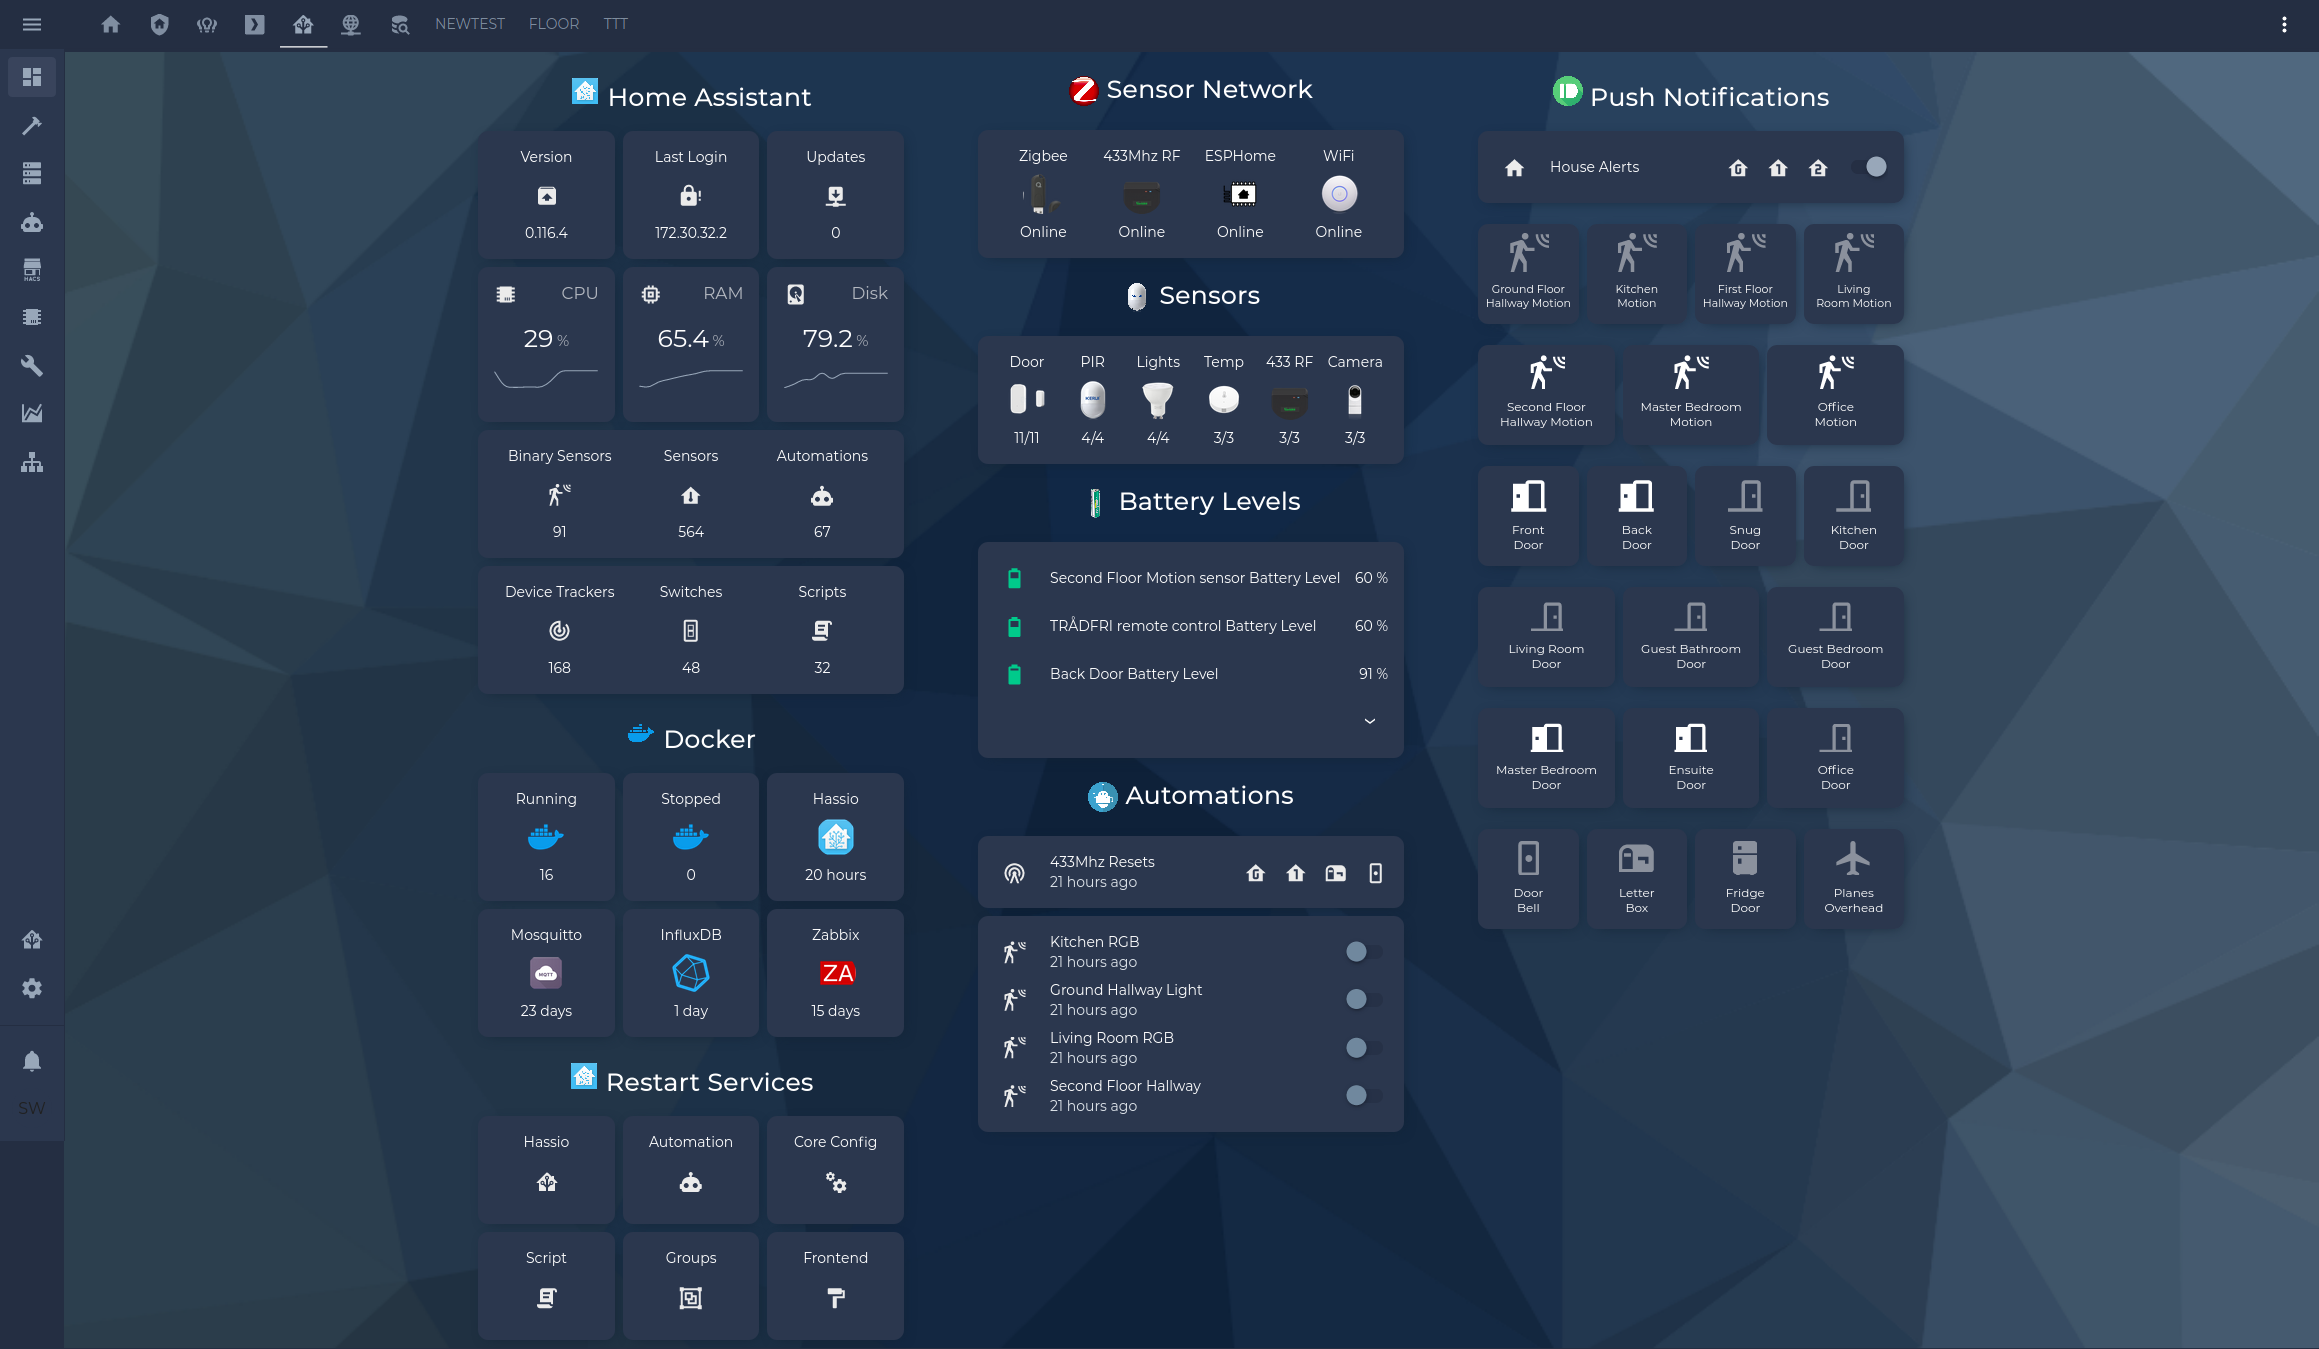 NEWTEST FLOOR TTT
HACS
SW
Home Assistant
Version Last Login Updates
0.116.4 172.30.32.2 0
CPU RAM Disk
29 % 65.4 % 79.2 %
Binary Sensors Sensors Automations
91 564 67
Device Trackers Switches Scripts
168 48 32
Docker
Running Stopped Hassio
16 0 20 hours
Mosquitto InfluxDB Zabbix
MQTT ZA
23 days 1 day 15 days
Restart Services
Hassio Automation Core Config
Script Groups Frontend
Z Sensor Network
Zigbee 433Mhz RF ESPHome WiFi
Online Online Online Online
Sensors
Door PIR Lights Temp 433 RF Camera
11/11 4/4 4/4 3/3 3/3 3/3
Battery Levels
Second Floor Motion sensor Battery Level 60 %
TRÅDFRI remote control Battery Level 60 %
Back Door Battery Level 91 %
Automations
433Mhz Resets
21 hours ago
G 1
Kitchen RGB
21 hours ago
Ground Hallway Light
21 hours ago
Living Room RGB
21 hours ago
Second Floor Hallway
21 hours ago
Push Notifications
House Alerts G 1 2
Ground Floor
Hallway Motion
Kitchen
Motion
First Floor
Hallway Motion
Living
Room Motion
Second Floor
Hallway Motion
Master Bedroom
Motion
Office
Motion
Front
Door
Back
Door
Snug
Door
Kitchen
Door
Living Room
Door
Guest Bathroom
Door
Guest Bedroom
Door
Master Bedroom
Door
Ensuite
Door
Office
Door
Door
Bell
Letter
Box
Fridge
Door
Planes
Overhead